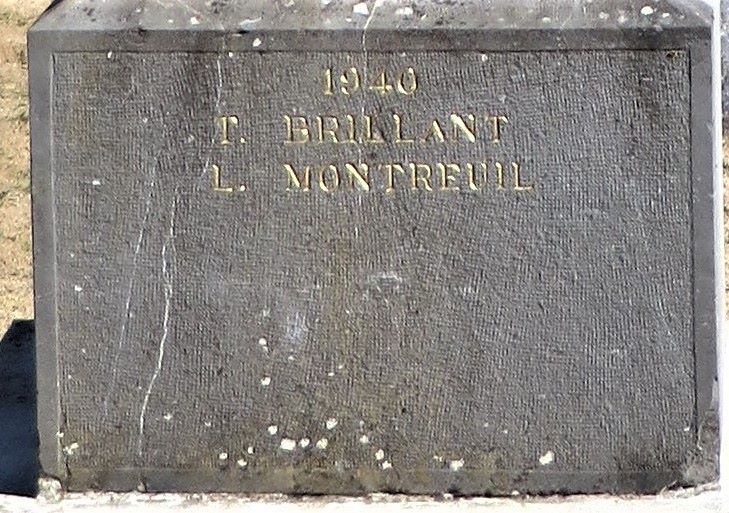 1940
T. BRILLANT
L. MONTREUIL